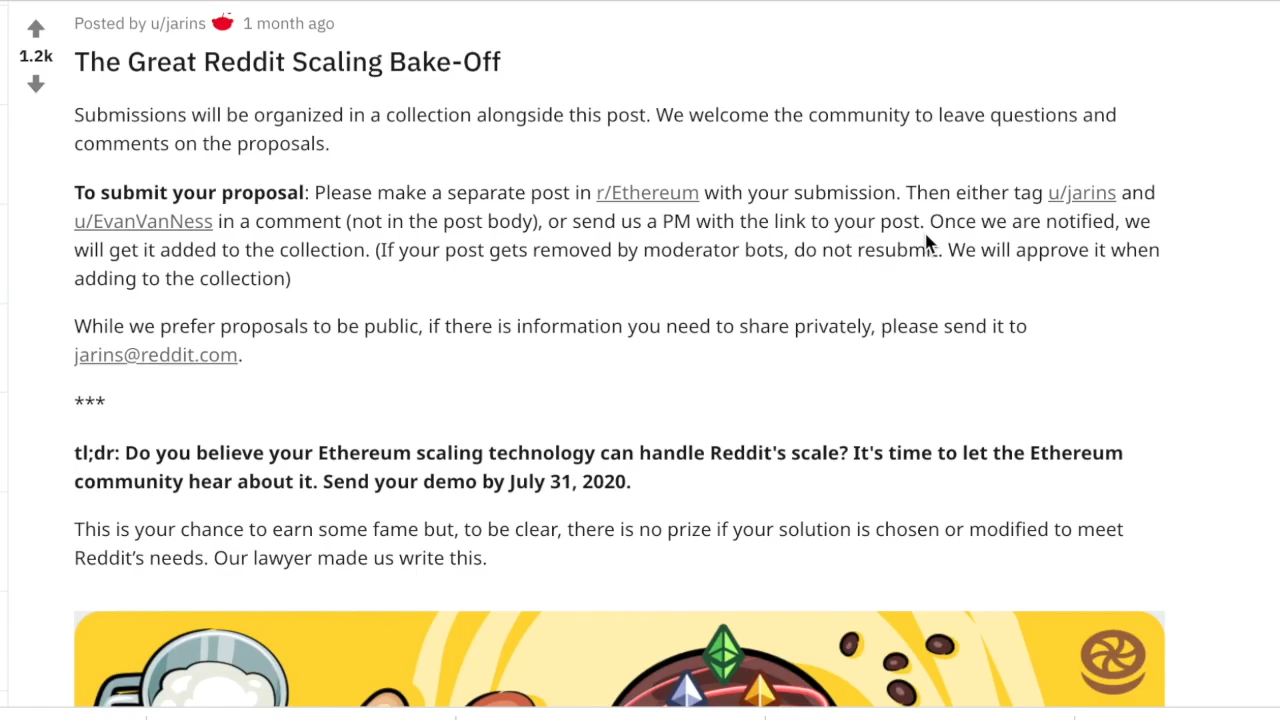 Posted by u/jarins 1 month ago
1.2k
The Great Reddit Scaling Bake-Off
Submissions will be organized in a collection alongside this post. We welcome the community to leave questions and
comments on the proposals.
To submit your proposal: Please make a separate post in r/Ethereum with your submission. Then either tag u/jarins and
u/EvanVanNess in a comment (not in the post body), or send us a PM with the link to your post. Once we are notified, we
will get it added to the collection. (If your post gets removed by moderator bots, do not resubmit. We will approve it when
adding to the collection)
While we prefer proposals to be public, if there is information you need to share privately, please send it to
jarins@reddit.com.
***
tl;dr: Do you believe your Ethereum scaling technology can handle Reddit's scale? It's time to let the Ethereum
community hear about it. Send your demo by July 31, 2020.
This is your chance to earn some fame but, to be clear, there is no prize if your solution is chosen or modified to meet
Reddit’s needs. Our lawyer made us write this.